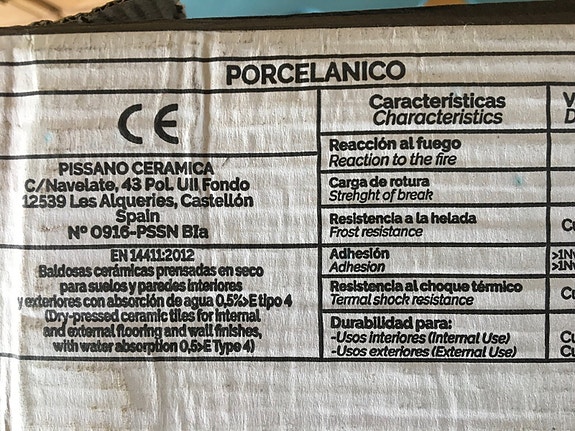 PORCELANICO
CE
PISSANO CERAMICA
C/Navelate, 43 Pol. UII Fondo
12539 Les Alqueries, Castellón
Spain
Nº 0916-PSSN BIa
EN 14411:2012
Baldosas cerámicas prensadas en seco
para suelos y paredes interiores
y exteriores con absorción de agua 0,5%>E tipo 4
(Dry-pressed ceramic tiles for internal
and external flooring and wall finishes,
with water absorption 0,5>E Type 4)
Características
Characteristics
Reacción al fuego
Reaction to the fire
Carga de rotura
Strehght of break
Resistencia a la helada
Frost resistance
Adhesión
Adhesion
>1N
>1N
Resistencia al choque térmico
Termal shock resistance
Durabilidad para:
-Usos interiores (Internal Use)
-Usos exteriores (External Use)